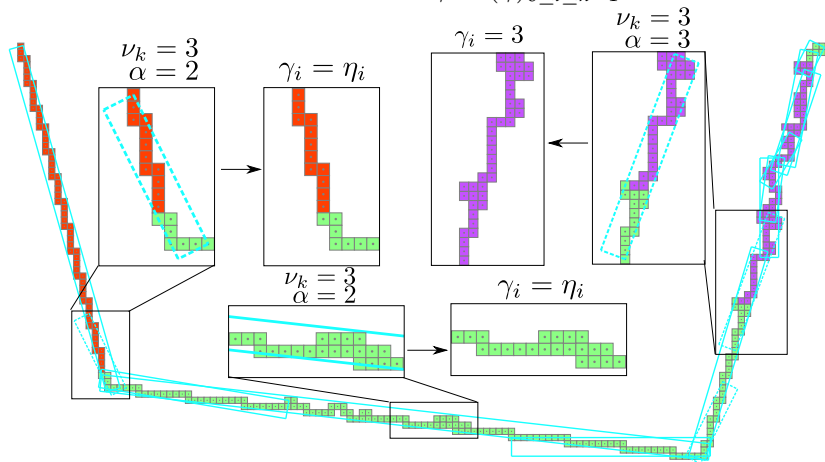 ν_k = 3
α = 2
γ_i = η_i
γ_i = 3
ν_k = 3
α = 3
ν_k = 3
α = 2
γ_i = η_i